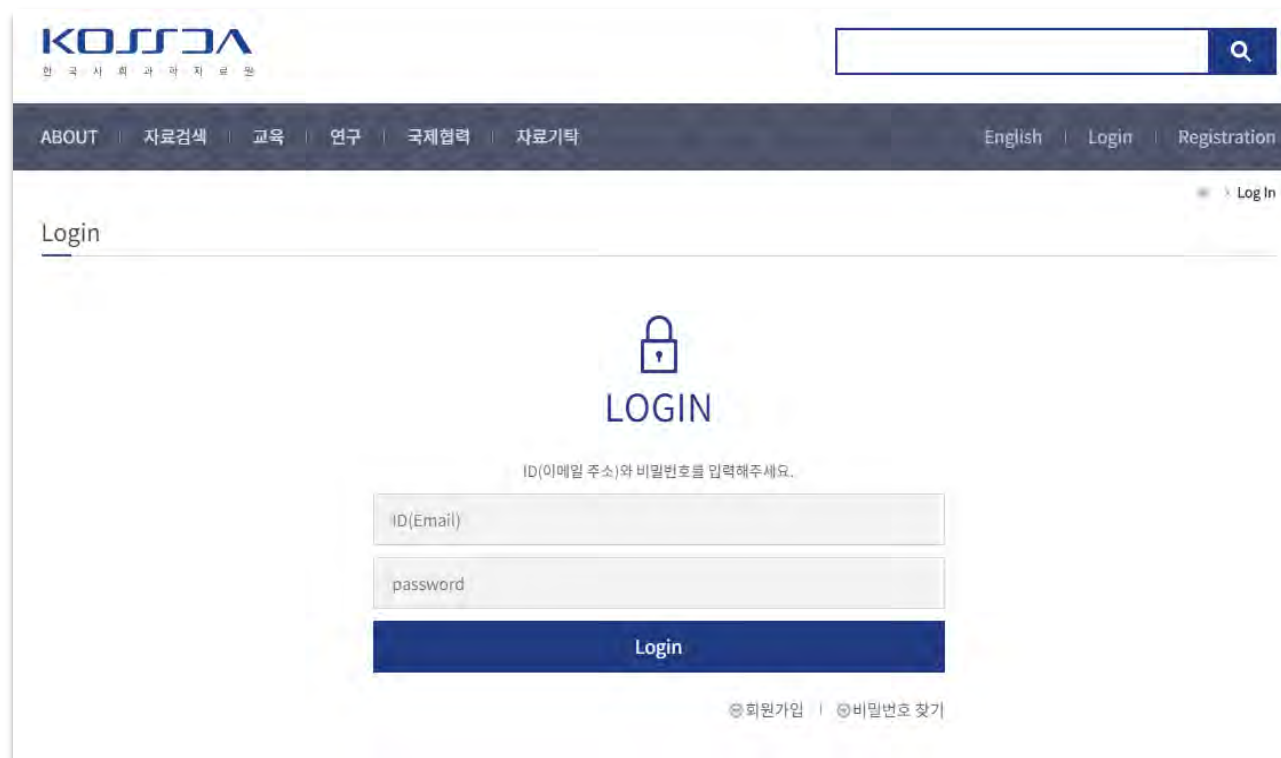 KOSSDA
한국사회과학자료원
ABOUT 자료검색 교육 연구 국제협력 자료기탁 English Login Registration
> Log In
Login
LOGIN
ID(이메일 주소)와 비밀번호를 입력해주세요.
ID(Email)
password
Login
회원가입 | 비밀번호 찾기